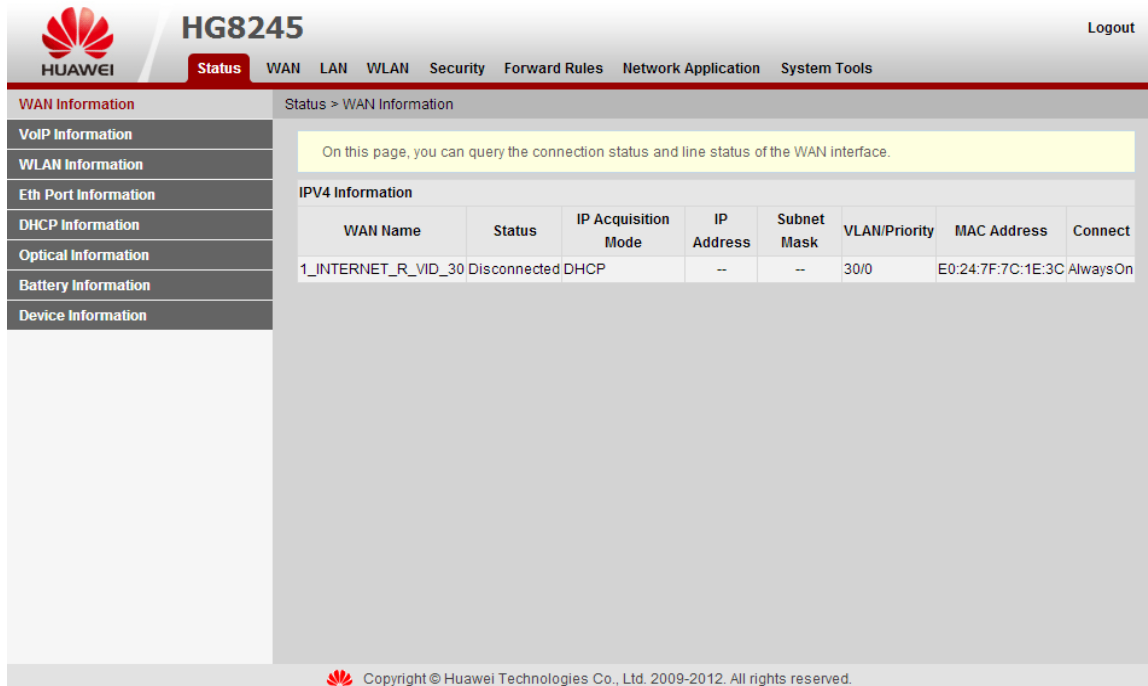 HUAWEI
HG8245
Logout
Status WAN LAN WLAN Security Forward Rules Network Application System Tools
WAN Information
VoIP Information
WLAN Information
Eth Port Information
DHCP Information
Optical Information
Battery Information
Device Information
Status > WAN Information
On this page, you can query the connection status and line status of the WAN interface.
IPV4 Information
WAN Name Status IP Acquisition Mode IP Address Subnet Mask VLAN/Priority MAC Address Connect
1_INTERNET_R_VID_30 Disconnected DHCP -- -- 30/0 E0:24:7F:7C:1E:3C AlwaysOn
Copyright © Huawei Technologies Co., Ltd. 2009-2012. All rights reserved.